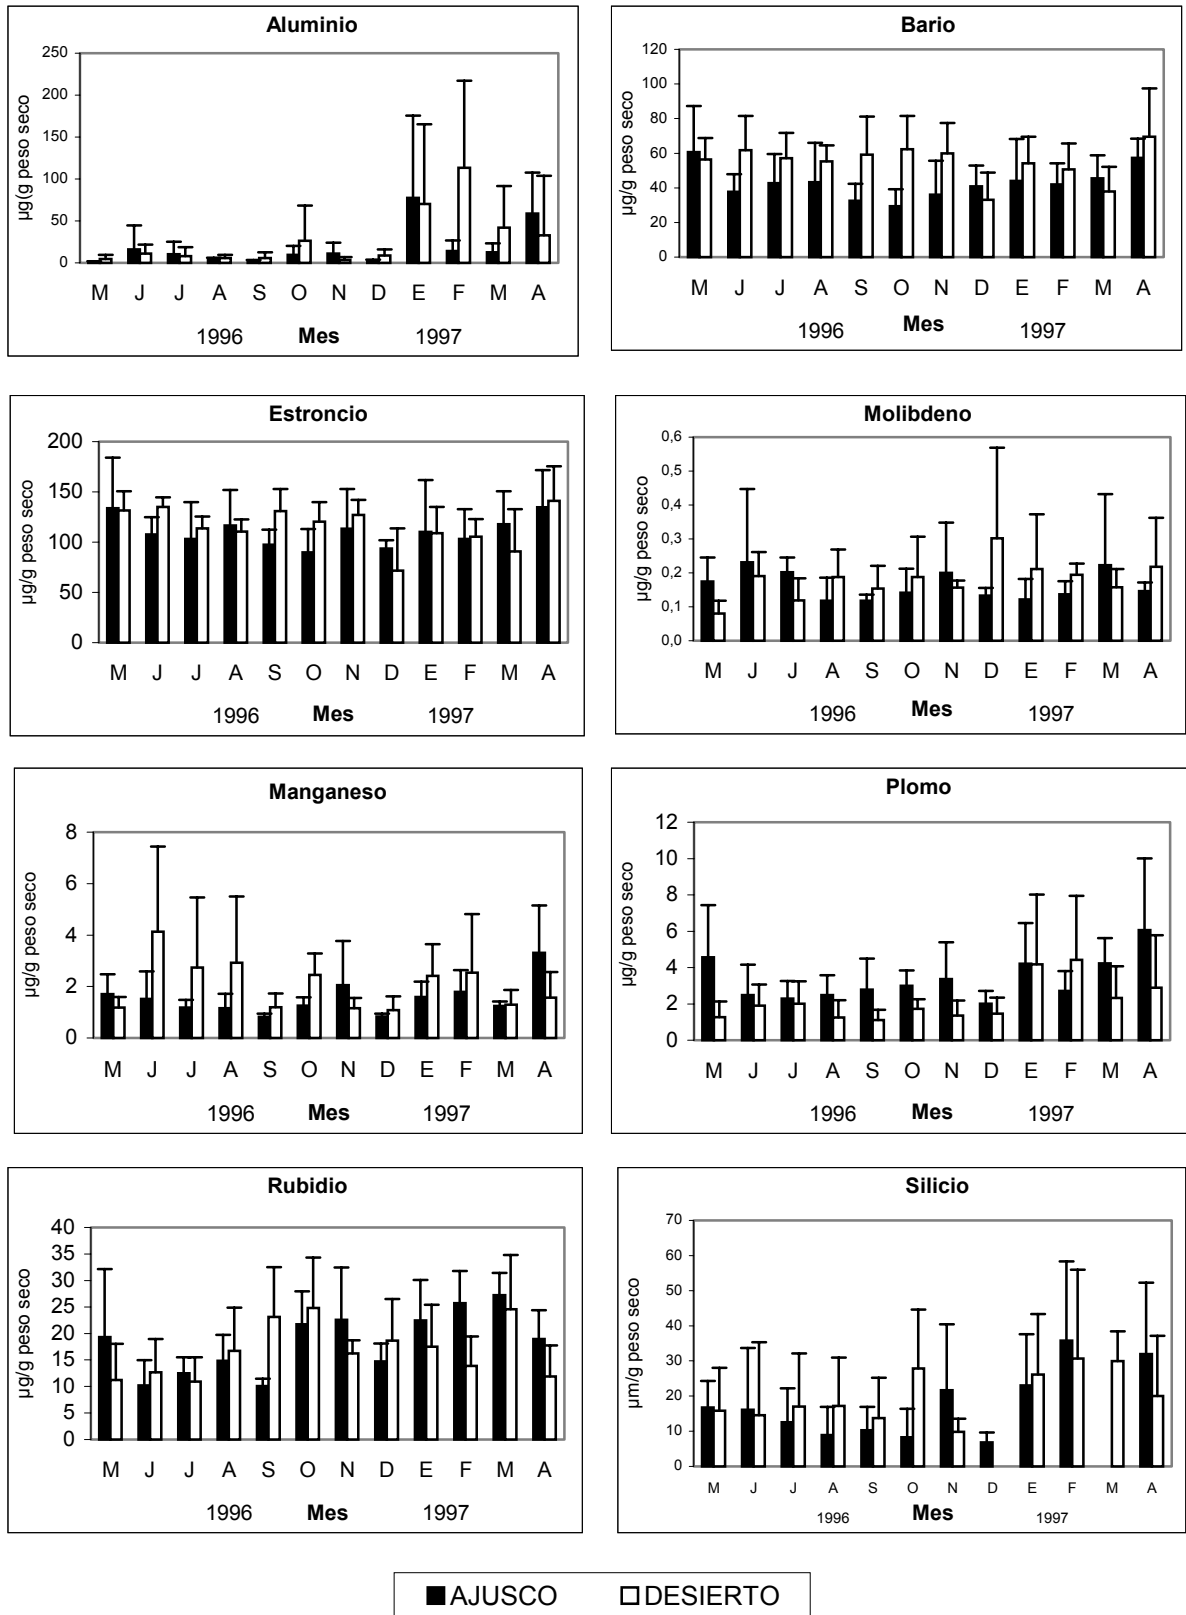 Aluminio
µg(g peso seco
250
200
150
100
50
0
M J J A S O N D E F M A
1996 Mes 1997
Bario
µg/g peso seco
120
100
80
60
40
20
0
M J J A S O N D E F M A
1996 Mes 1997
Estroncio
µg/g peso seco
200
150
100
50
0
M J J A S O N D E F M A
1996 Mes 1997
Molibdeno
µg/g peso seco
0,6
0,5
0,4
0,3
0,2
0,1
0,0
M J J A S O N D E F M A
1996 Mes 1997
Manganeso
µg/g peso seco
8
6
4
2
0
M J J A S O N D E F M A
1996 Mes 1997
Plomo
µg/g peso seco
12
10
8
6
4
2
0
M J J A S O N D E F M A
1996 Mes 1997
Rubidio
µg/g peso seco
40
35
30
25
20
15
10
5
0
M J J A S O N D E F M A
1996 Mes 1997
Silicio
µm/g peso seco
70
60
50
40
30
20
10
0
M J J A S O N D E F M A
1996 Mes 1997
AJUSCO DESIERTO